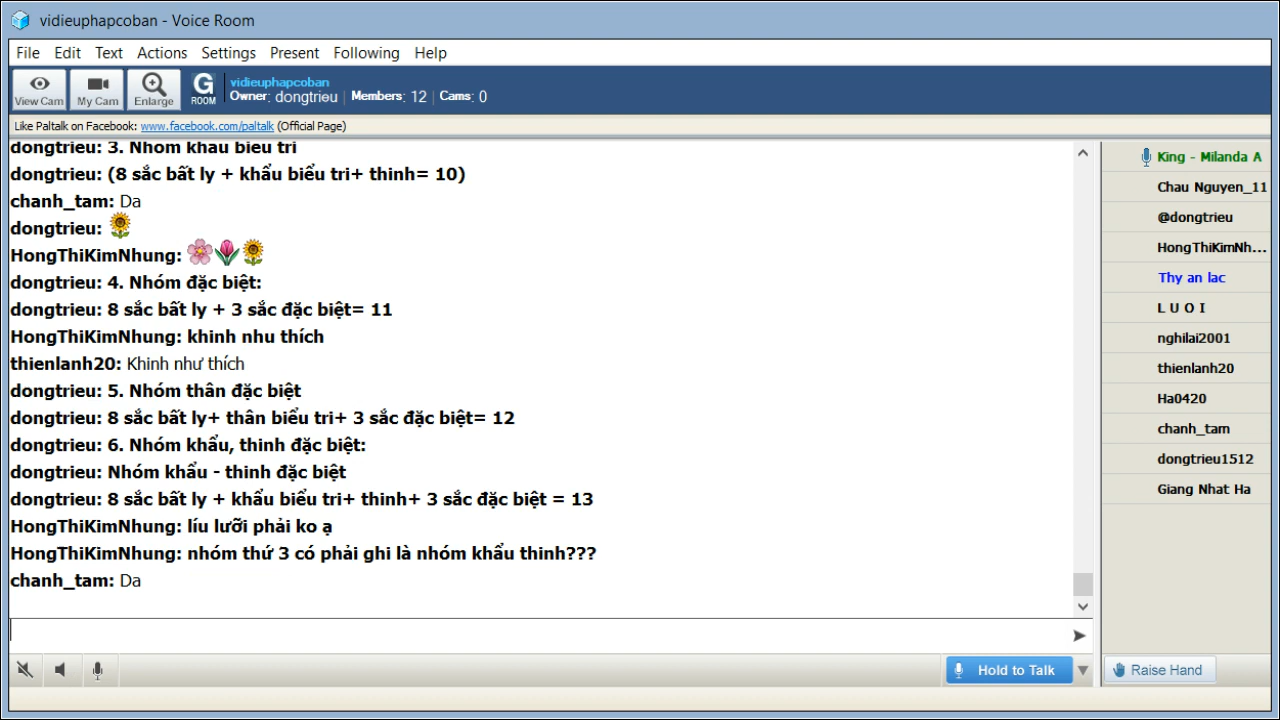 vidieuphapcoban - Voice Room
File Edit Text Actions Settings Present Following Help
View Cam My Cam Enlarge G ROOM
vidieuphapcoban
Owner: dongtrieu | Members: 12 | Cams: 0
Like Paltalk on Facebook: www.facebook.com/paltalk (Official Page)
dongtrieu: 3. Nhóm khẩu biểu tri
dongtrieu: (8 sắc bất ly + khẩu biểu tri+ thinh= 10)
chanh_tam: Da
dongtrieu:
HongThiKimNhung:
dongtrieu: 4. Nhóm đặc biệt:
dongtrieu: 8 sắc bất ly + 3 sắc đặc biệt= 11
HongThiKimNhung: khinh nhu thích
thienlanh20: Khinh như thích
dongtrieu: 5. Nhóm thân đặc biệt
dongtrieu: 8 sắc bất ly+ thân biểu tri+ 3 sắc đặc biệt= 12
dongtrieu: 6. Nhóm khẩu, thinh đặc biệt:
dongtrieu: Nhóm khẩu - thinh đặc biệt
dongtrieu: 8 sắc bất ly + khẩu biểu tri+ thinh+ 3 sắc đặc biệt = 13
HongThiKimNhung: líu lưỡi phải ko ạ
HongThiKimNhung: nhóm thứ 3 có phải ghi là nhóm khẩu thinh???
chanh_tam: Da
King - Milanda A
Chau Nguyen_11
@dongtrieu
HongThiKimNh...
Thy an lac
L U O I
nghilai2001
thienlanh20
Ha0420
chanh_tam
dongtrieu1512
Giang Nhat Ha
Hold to Talk
Raise Hand